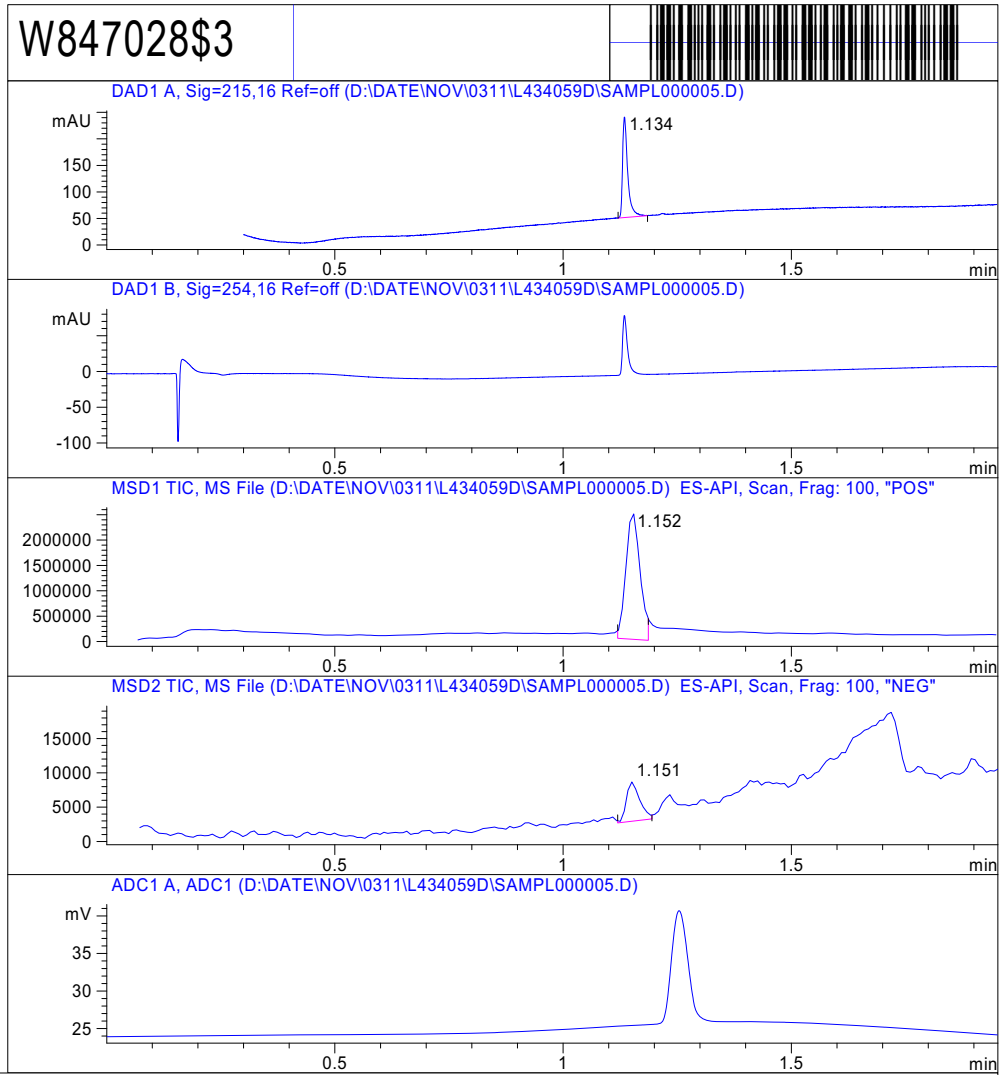 W847028$3
DAD1 A, Sig=215,16 Ref=off (D:\DATE\NOV\0311\L434059D\SAMPL000005.D)
mAU
1.134
150
100
50
0
0.5 1 1.5 min
DAD1 B, Sig=254,16 Ref=off (D:\DATE\NOV\0311\L434059D\SAMPL000005.D)
mAU
0
-50
-100
0.5 1 1.5 min
MSD1 TIC, MS File (D:\DATE\NOV\0311\L434059D\SAMPL000005.D) ES-API, Scan, Frag: 100, "POS"
1.152
2000000
1500000
1000000
500000
0
0.5 1 1.5 min
MSD2 TIC, MS File (D:\DATE\NOV\0311\L434059D\SAMPL000005.D) ES-API, Scan, Frag: 100, "NEG"
15000
1.151
10000
5000
0
0.5 1 1.5 min
ADC1 A, ADC1 (D:\DATE\NOV\0311\L434059D\SAMPL000005.D)
mV
35
30
25
0.5 1 1.5 min